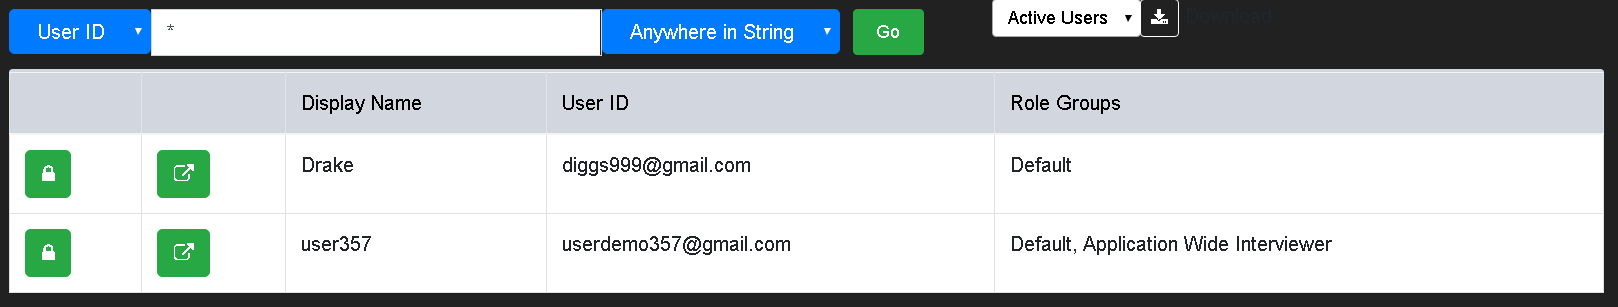 User ID * Anywhere in String Go Active Users Download
Display Name User ID Role Groups
Drake diggs999@gmail.com Default
user357 userdemo357@gmail.com Default, Application Wide Interviewer